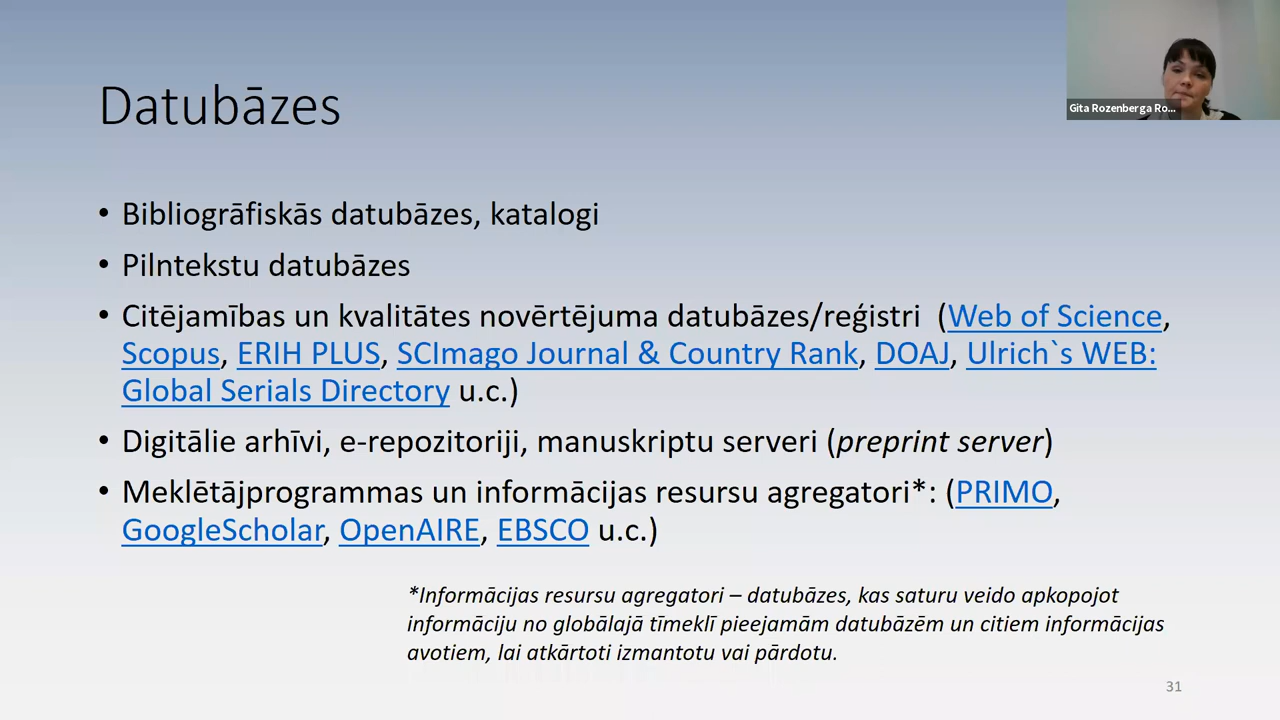 Gita Rozenberga Ro...
Datubāzes
• Bibliogrāfiskās datubāzes, katalogi
• Pilntekstu datubāzes
• Citējamības un kvalitātes novērtējuma datubāzes/reģistri (Web of Science,
Scopus, ERIH PLUS, SCImago Journal & Country Rank, DOAJ, Ulrich`s WEB:
Global Serials Directory u.c.)
• Digitālie arhīvi, e-repozitoriji, manuskriptu serveri (preprint server)
• Meklētājprogrammas un informācijas resursu agregatori*: (PRIMO,
GoogleScholar, OpenAIRE, EBSCO u.c.)
*Informācijas resursu agregatori – datubāzes, kas saturu veido apkopojot
informāciju no globālajā tīmeklī pieejamām datubāzēm un citiem informācijas
avotiem, lai atkārtoti izmantotu vai pārdotu.
31